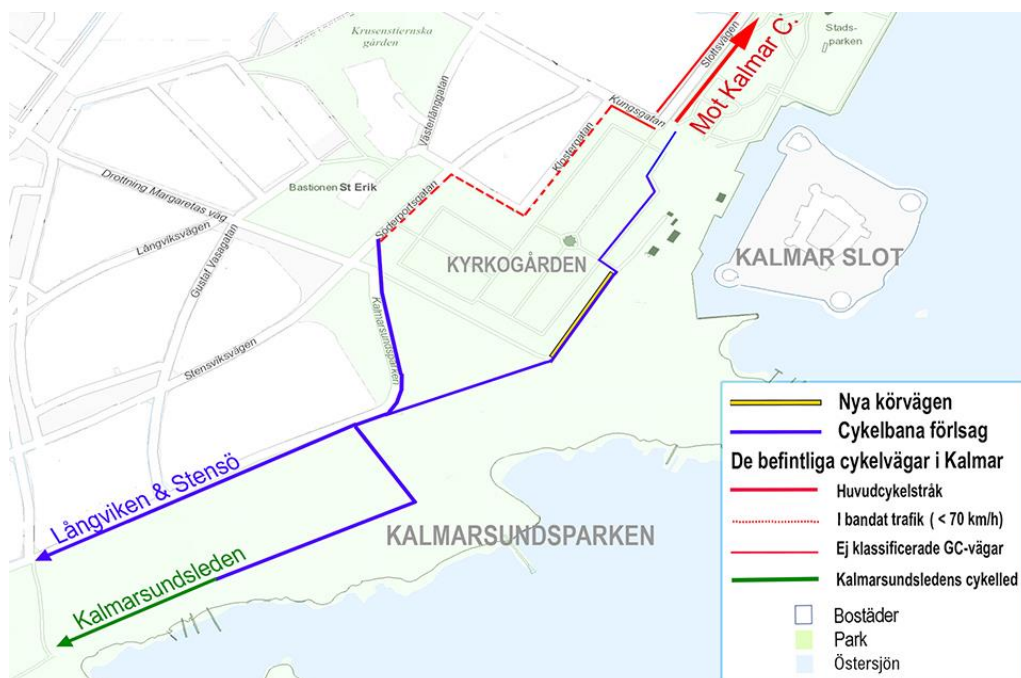 Krusenstiernska
gården
Västerlånggatan
Slottsvägen
Stads-
parken
Mot Kalmar C.
Kungsgatan
Klostergatan
Drottning Margaretas väg
Bastionen St Erik
Söderportsgatan
Långviksvägen
Gustaf Vasagatan
KYRKOGÅRDEN
KALMAR SLOT
Stensviksvägen
Kalmarsundsparken
Långviken & Stensö
KALMARSUNDSPARKEN
Kalmarsundsleden
Nya körvägen
Cykelbana förlsag
De befintliga cykelvägar i Kalmar
Huvudcykelstråk
I bandat trafik ( < 70 km/h)
Ej klassificerade GC-vägar
Kalmarsundsledens cykelled
Bostäder
Park
Östersjön